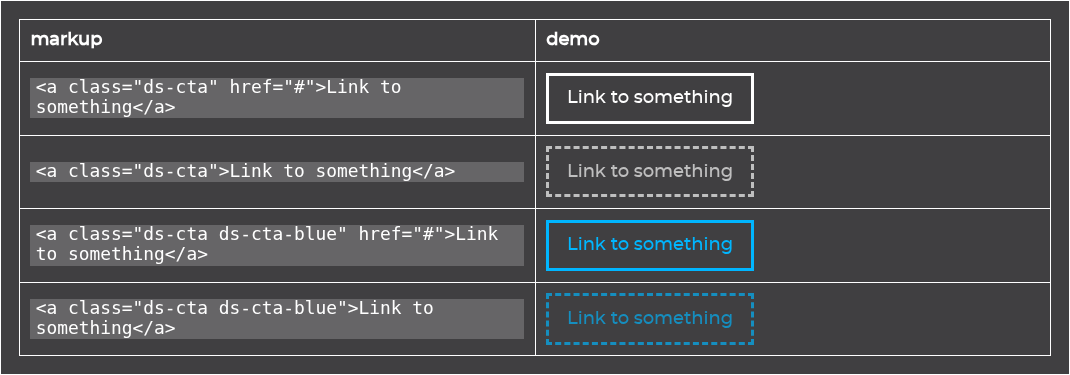 markup
demo
<a class="ds-cta" href="#">Link to
something</a>
Link to something
<a class="ds-cta">Link to something</a>
Link to something
<a class="ds-cta ds-cta-blue" href="#">Link
to something</a>
Link to something
<a class="ds-cta ds-cta-blue">Link to
something</a>
Link to something